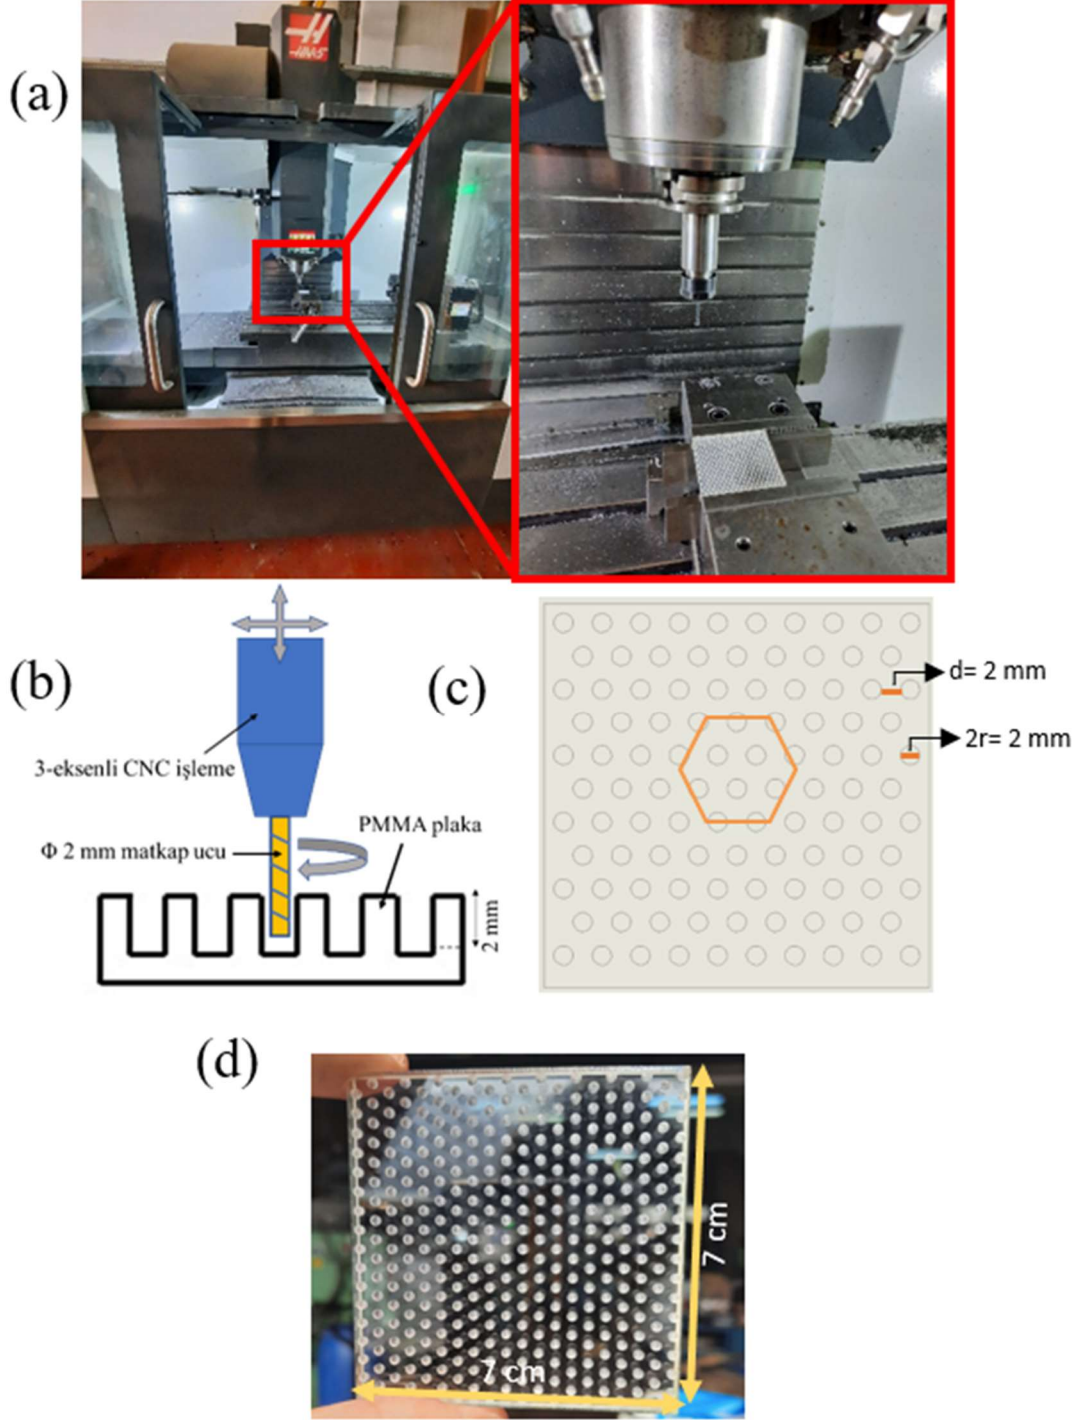 (a)
HAAS
(b)
3-eksenli CNC işleme
Φ 2 mm matkap ucu
PMMA plaka
2 mm
(c)
d= 2 mm
2r= 2 mm
(d)
7 cm
7 cm